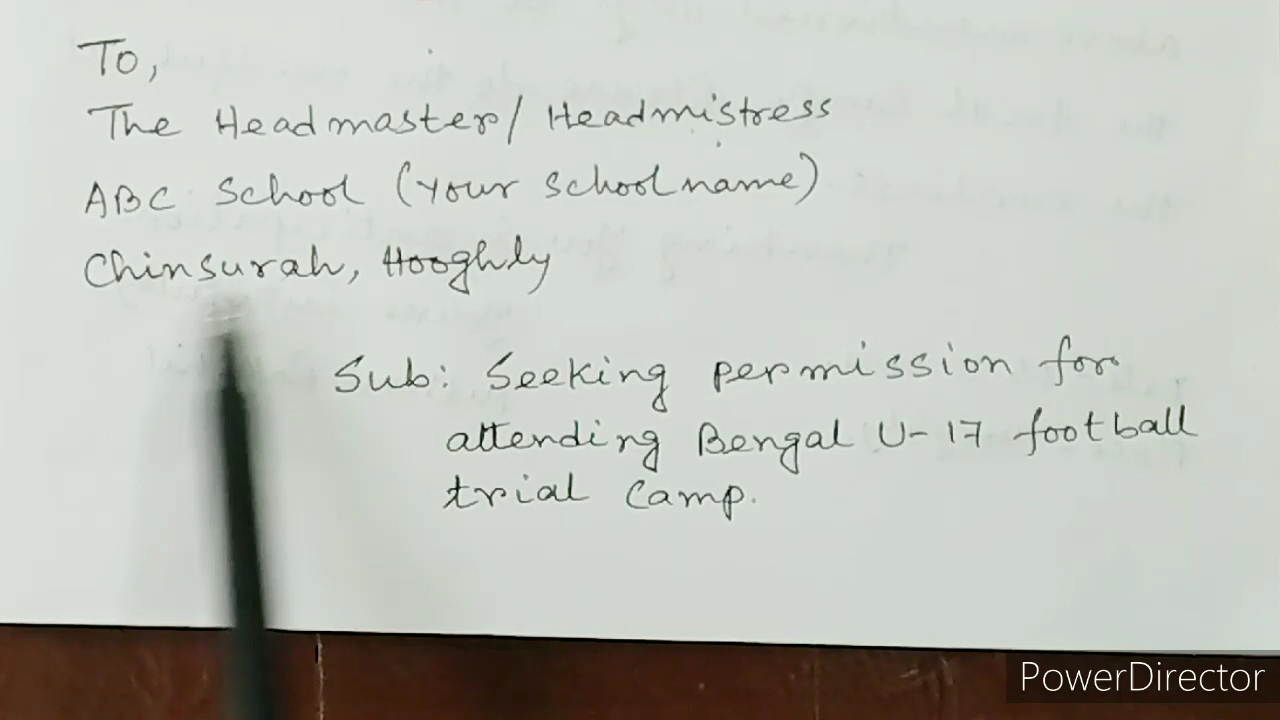 To,
The Headmaster/ Headmistress
ABC School (Your School name)
Chinsurah, Hooghly
Sub: Seeking permission for
attending Bengal U-17 football
trial Camp.
PowerDirector